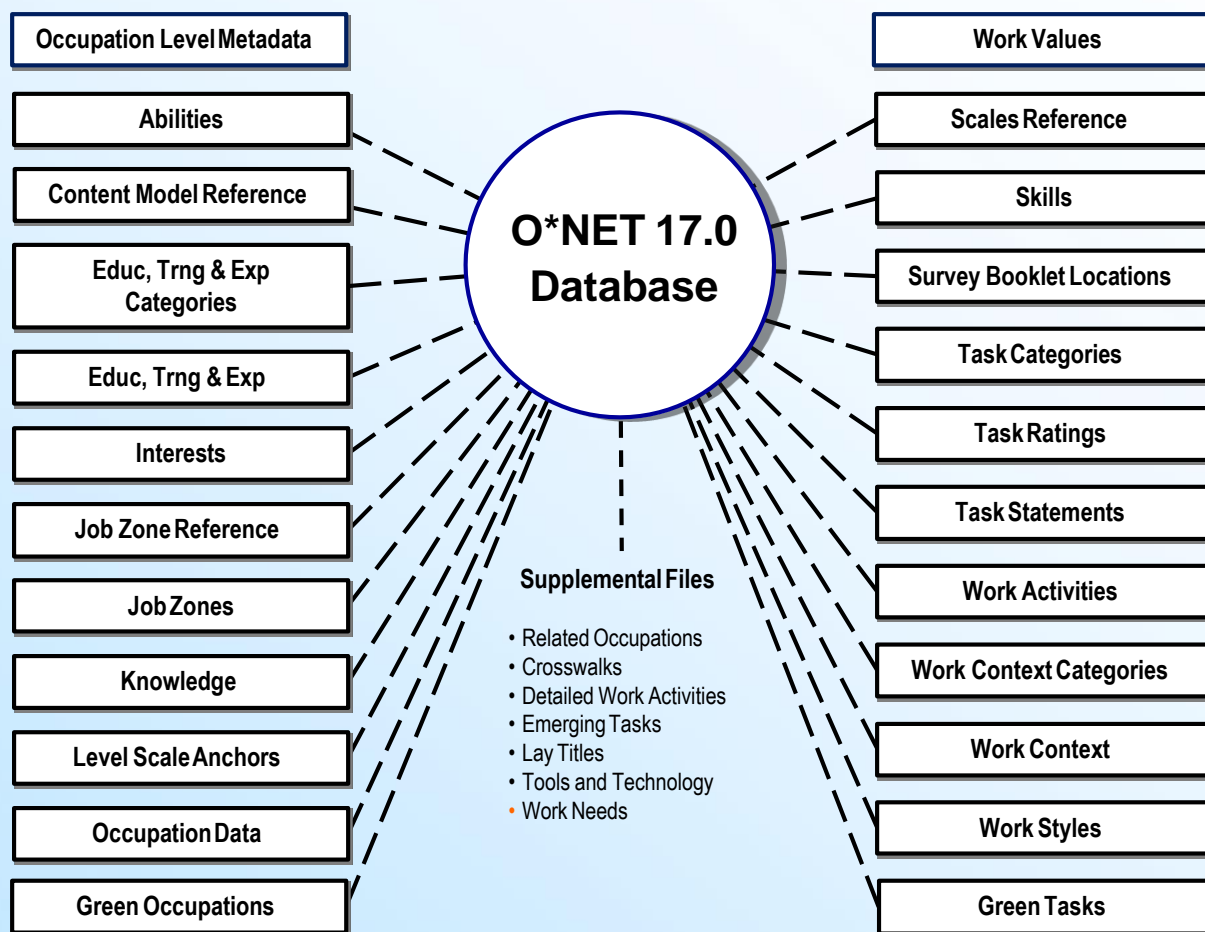 Occupation Level Metadata
Abilities
Content Model Reference
Educ, Trng & Exp
Categories
Educ, Trng & Exp
Interests
Job Zone Reference
Job Zones
Knowledge
Level Scale Anchors
Occupation Data
Green Occupations
O*NET 17.0
Database
Supplemental Files
• Related Occupations
• Crosswalks
• Detailed Work Activities
• Emerging Tasks
• Lay Titles
• Tools and Technology
• Work Needs
Work Values
Scales Reference
Skills
Survey Booklet Locations
Task Categories
Task Ratings
Task Statements
Work Activities
Work Context Categories
Work Context
Work Styles
Green Tasks